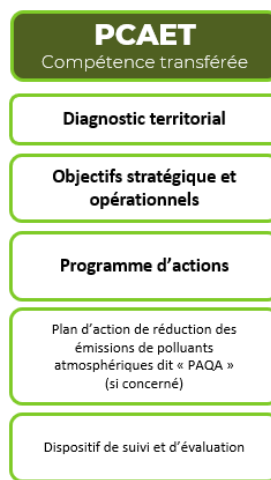 PCAET
Compétence transférée
Diagnostic territorial
Objectifs stratégique et
opérationnels
Programme d'actions
Plan d'action de réduction des
émissions de polluants
atmosphériques dit « PAQA »
(si concerné)
Dispositif de suivi et d'évaluation